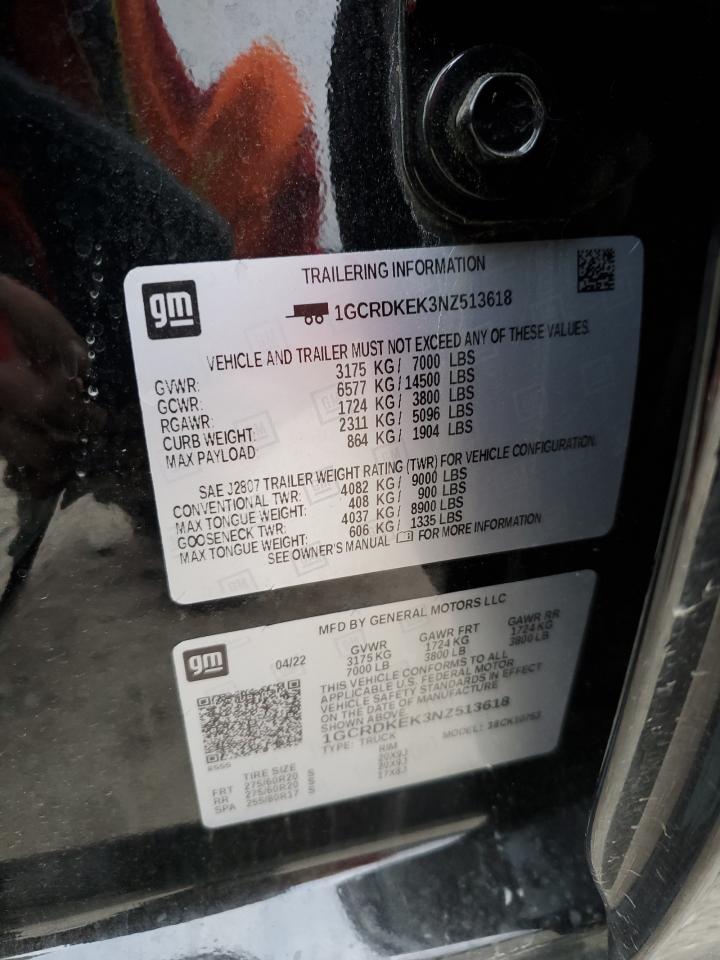 TRAILERING INFORMATION
gm
1GCRDKEK3NZ513618
VEHICLE AND TRAILER MUST NOT EXCEED ANY OF THESE VALUES.
GVWR: 3175 KG / 7000 LBS
GCWR: 6577 KG / 14500 LBS
RGAWR: 1724 KG / 3800 LBS
CURB WEIGHT: 2311 KG / 5096 LBS
MAX PAYLOAD 864 KG / 1904 LBS
SAE J2807 TRAILER WEIGHT RATING (TWR) FOR VEHICLE CONFIGURATION.
CONVENTIONAL TWR: 4082 KG / 9000 LBS
MAX TONGUE WEIGHT: 408 KG / 900 LBS
GOOSENECK TWR: 4037 KG / 8900 LBS
MAX TONGUE WEIGHT: 606 KG / 1335 LBS
SEE OWNER'S MANUAL FOR MORE INFORMATION
MFD BY GENERAL MOTORS LLC
gm
04/22
GVWR GAWR FRT GAWR RR
3175 KG 1724 KG 1724 KG
7000 LB 3800 LB 3800 LB
THIS VEHICLE CONFORMS TO ALL
APPLICABLE U.S. FEDERAL MOTOR
VEHICLE SAFETY STANDARDS IN EFFECT
ON THE DATE OF MANUFACTURE
SHOWN ABOVE.
1GCRDKEK3NZ513618
TYPE: TRUCK MODEL:
TIRE SIZE RIM
FRT 275/60R20 S 20X9J
RR 275/60R20 S 20X9J
SPA 255/80R17 S 17X8J